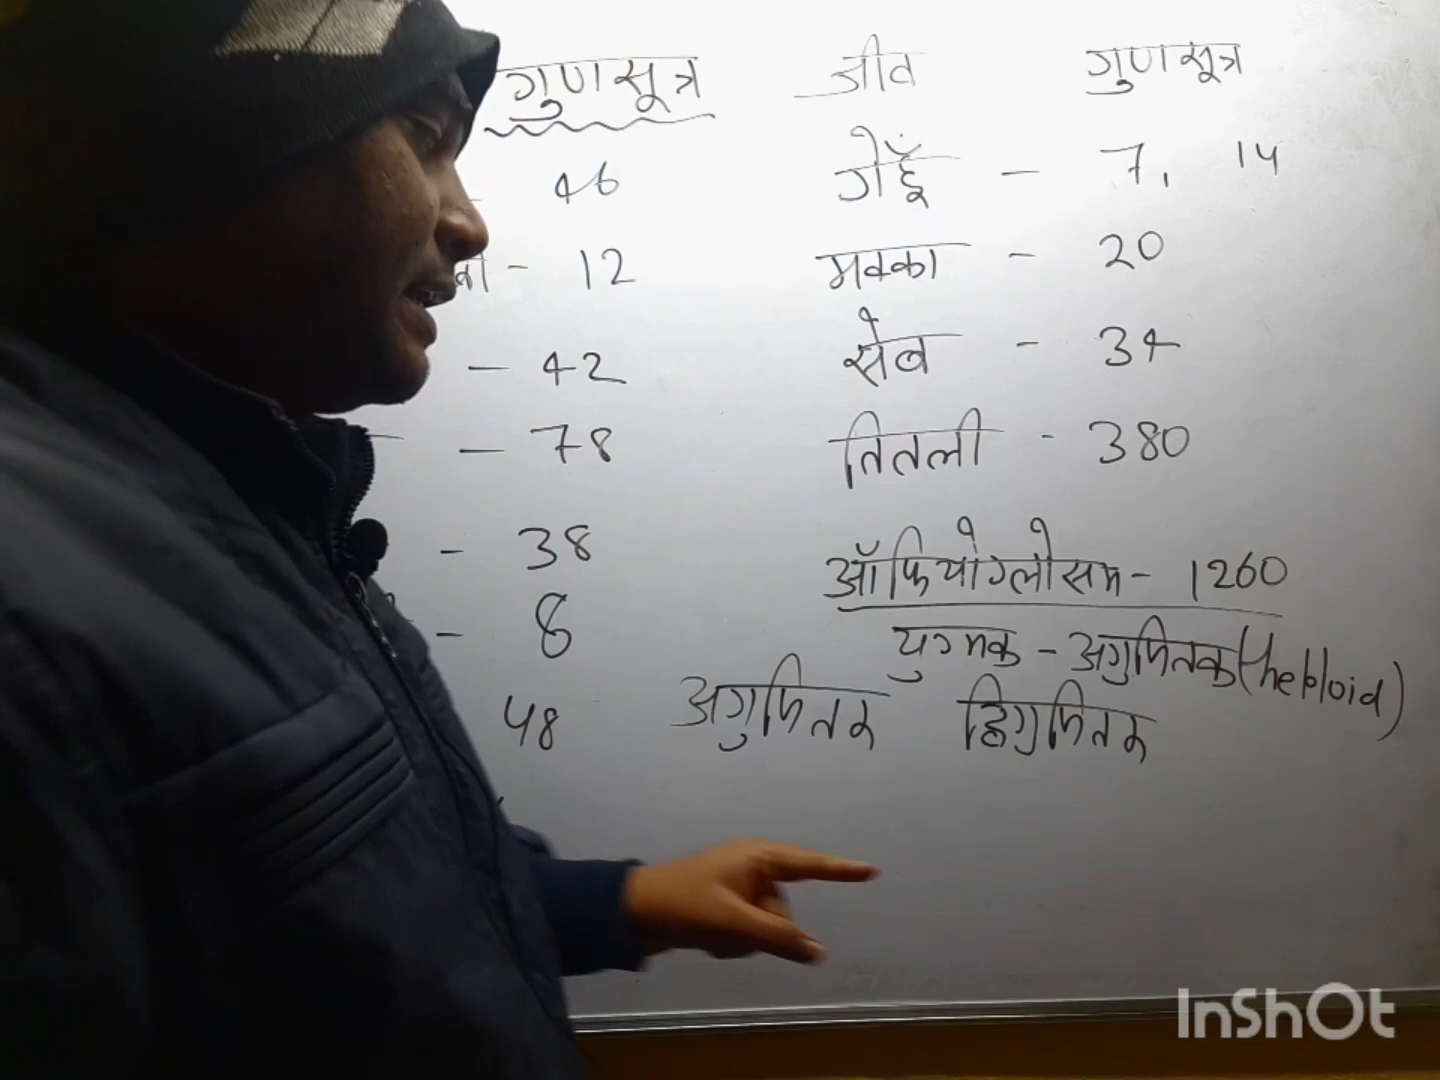 गुणसूत्र जीव गुणसूत्र
46 गेहूँ - 7, 14
- 12 मक्का - 20
- 42 सेब - 34
- 78 तितली - 380
- 38 ऑफियोग्लोसम - 1260
- 8 युग्मक - अगुणितक (hebloid)
48 अगुणितक द्विगुणितक
InShOt